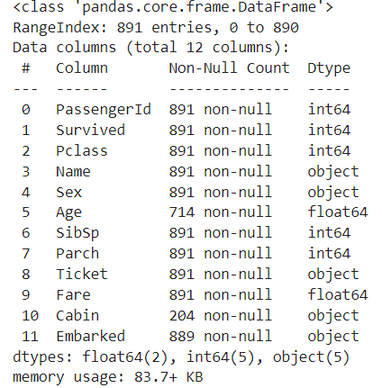 <class 'pandas.core.frame.DataFrame'>
RangeIndex: 891 entries, 0 to 890
Data columns (total 12 columns):
 #   Column       Non-Null Count  Dtype
---  ------       --------------  -----
 0   PassengerId  891 non-null    int64
 1   Survived     891 non-null    int64
 2   Pclass       891 non-null    int64
 3   Name         891 non-null    object
 4   Sex          891 non-null    object
 5   Age          714 non-null    float64
 6   SibSp        891 non-null    int64
 7   Parch        891 non-null    int64
 8   Ticket       891 non-null    object
 9   Fare         891 non-null    float64
 10  Cabin        204 non-null    object
 11  Embarked     889 non-null    object
dtypes: float64(2), int64(5), object(5)
memory usage: 83.7+ KB